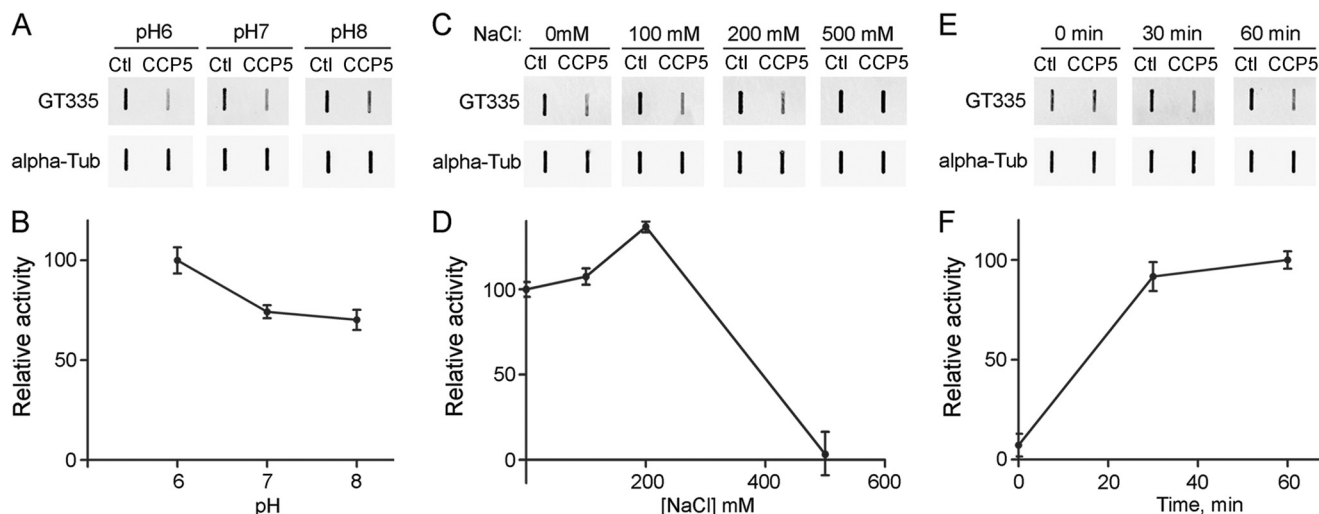 A
pH6 pH7 pH8
Ctl CCP5 Ctl CCP5 Ctl CCP5
GT335
alpha-Tub
B
Relative activity
100
50
0
6 7 8
pH
C
NaCl: 0mM 100 mM 200 mM 500 mM
Ctl CCP5 Ctl CCP5 Ctl CCP5 Ctl CCP5
GT335
alpha-Tub
D
Relative activity
100
50
0
0 200 400 600
[NaCl] mM
E
0 min 30 min 60 min
Ctl CCP5 Ctl CCP5 Ctl CCP5
GT335
alpha-Tub
F
Relative activity
100
50
0
0 20 40 60
Time, min